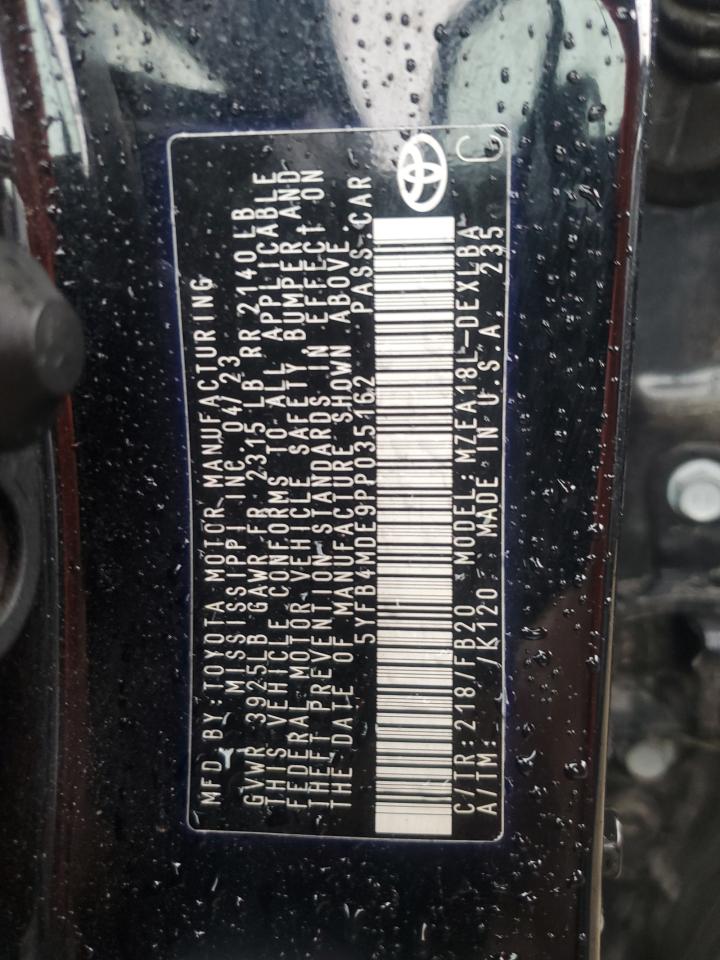 MFD. BY: TOYOTA MOTOR MANUFACTURING
MISSISSIPPI INC. 04/23
GVWR 3925LB GAWR FR 2315 LB RR 2140LB
THIS VEHICLE CONFORMS TO ALL APPLICABLE
FEDERAL MOTOR VEHICLE SAFETY, BUMPER AND
THEFT PREVENTION STANDARDS IN EFFECT ON
THE DATE OF MANUFACTURE SHOWN ABOVE.
5YFB4MDE9PP035162 PASS.CAR
C/TR: 218/FB20 MODEL: MZEA18L-DEXLBA
A/TM: -/K120 MADE IN U.S.A. 235
C